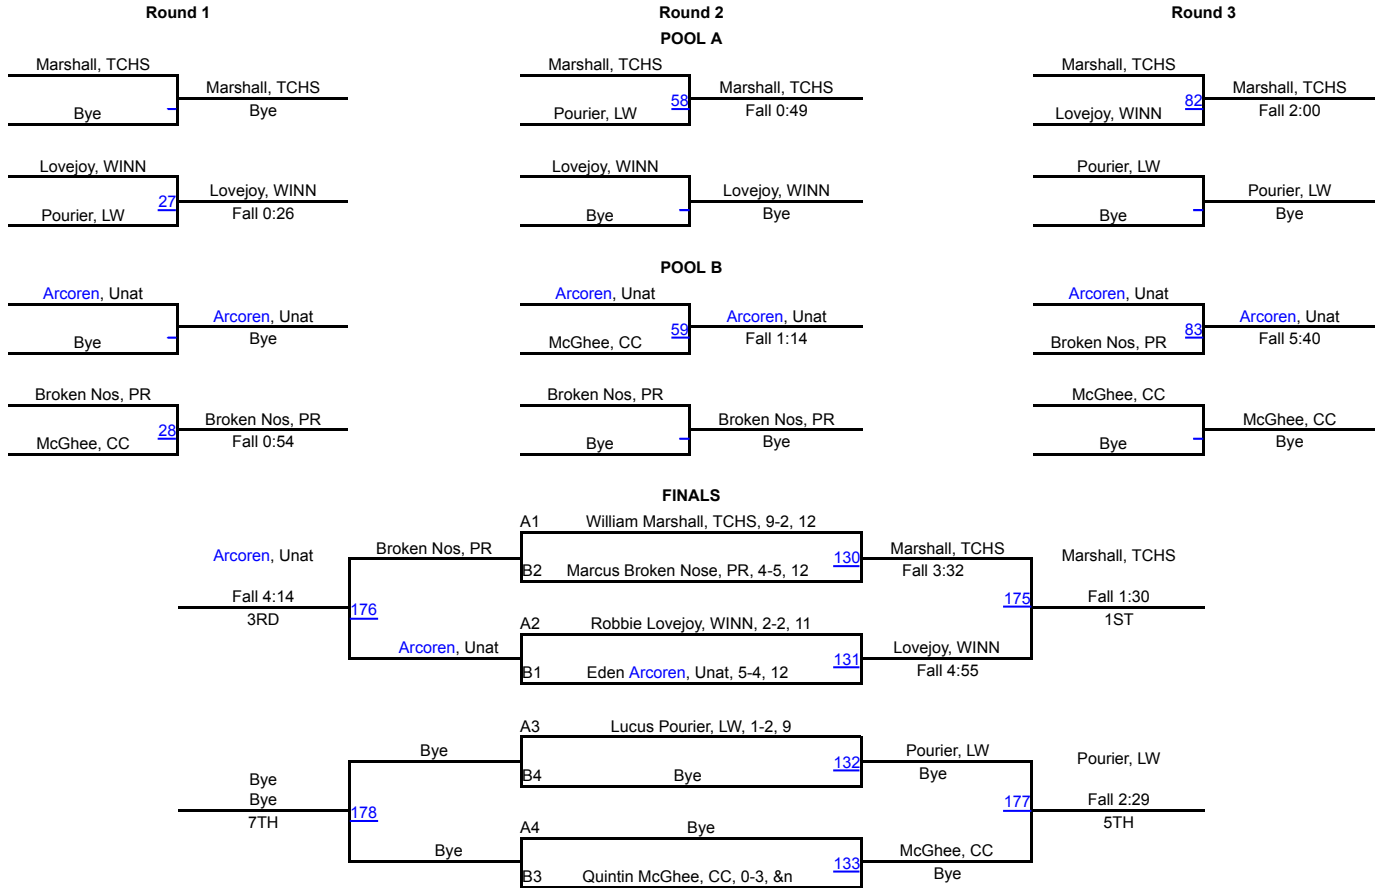 Round 1
Round 2
Round 3
POOL A
Marshall, TCHS
Marshall, TCHS
Bye
Bye
Marshall, TCHS
58
Marshall, TCHS
Pourier, LW
Fall 0:49
Marshall, TCHS
82
Marshall, TCHS
Lovejoy, WINN
Fall 2:00
Lovejoy, WINN
27
Lovejoy, WINN
Pourier, LW
Fall 0:26
Lovejoy, WINN
Lovejoy, WINN
Bye
Bye
Pourier, LW
Pourier, LW
Bye
Bye
POOL B
Arcoren, Unat
Arcoren, Unat
Bye
Bye
Arcoren, Unat
59
Arcoren, Unat
McGhee, CC
Fall 1:14
Arcoren, Unat
83
Arcoren, Unat
Broken Nos, PR
Fall 5:40
Broken Nos, PR
28
Broken Nos, PR
McGhee, CC
Fall 0:54
Broken Nos, PR
Broken Nos, PR
Bye
Bye
McGhee, CC
McGhee, CC
Bye
Bye
FINALS
A1 William Marshall, TCHS, 9-2, 12
Arcoren, Unat
Broken Nos, PR
130
Marshall, TCHS
Marshall, TCHS
B2 Marcus Broken Nose, PR, 4-5, 12
Fall 3:32
Fall 4:14
176
175
Fall 1:30
3RD
1ST
A2 Robbie Lovejoy, WINN, 2-2, 11
Arcoren, Unat
131
Lovejoy, WINN
B1 Eden Arcoren, Unat, 5-4, 12
Fall 4:55
A3 Lucus Pourier, LW, 1-2, 9
Bye
132
Pourier, LW
Pourier, LW
B4 Bye
Bye
Bye
Bye
178
177
Fall 2:29
7TH
5TH
A4 Bye
Bye
133
McGhee, CC
B3 Quintin McGhee, CC, 0-3, &n
Bye